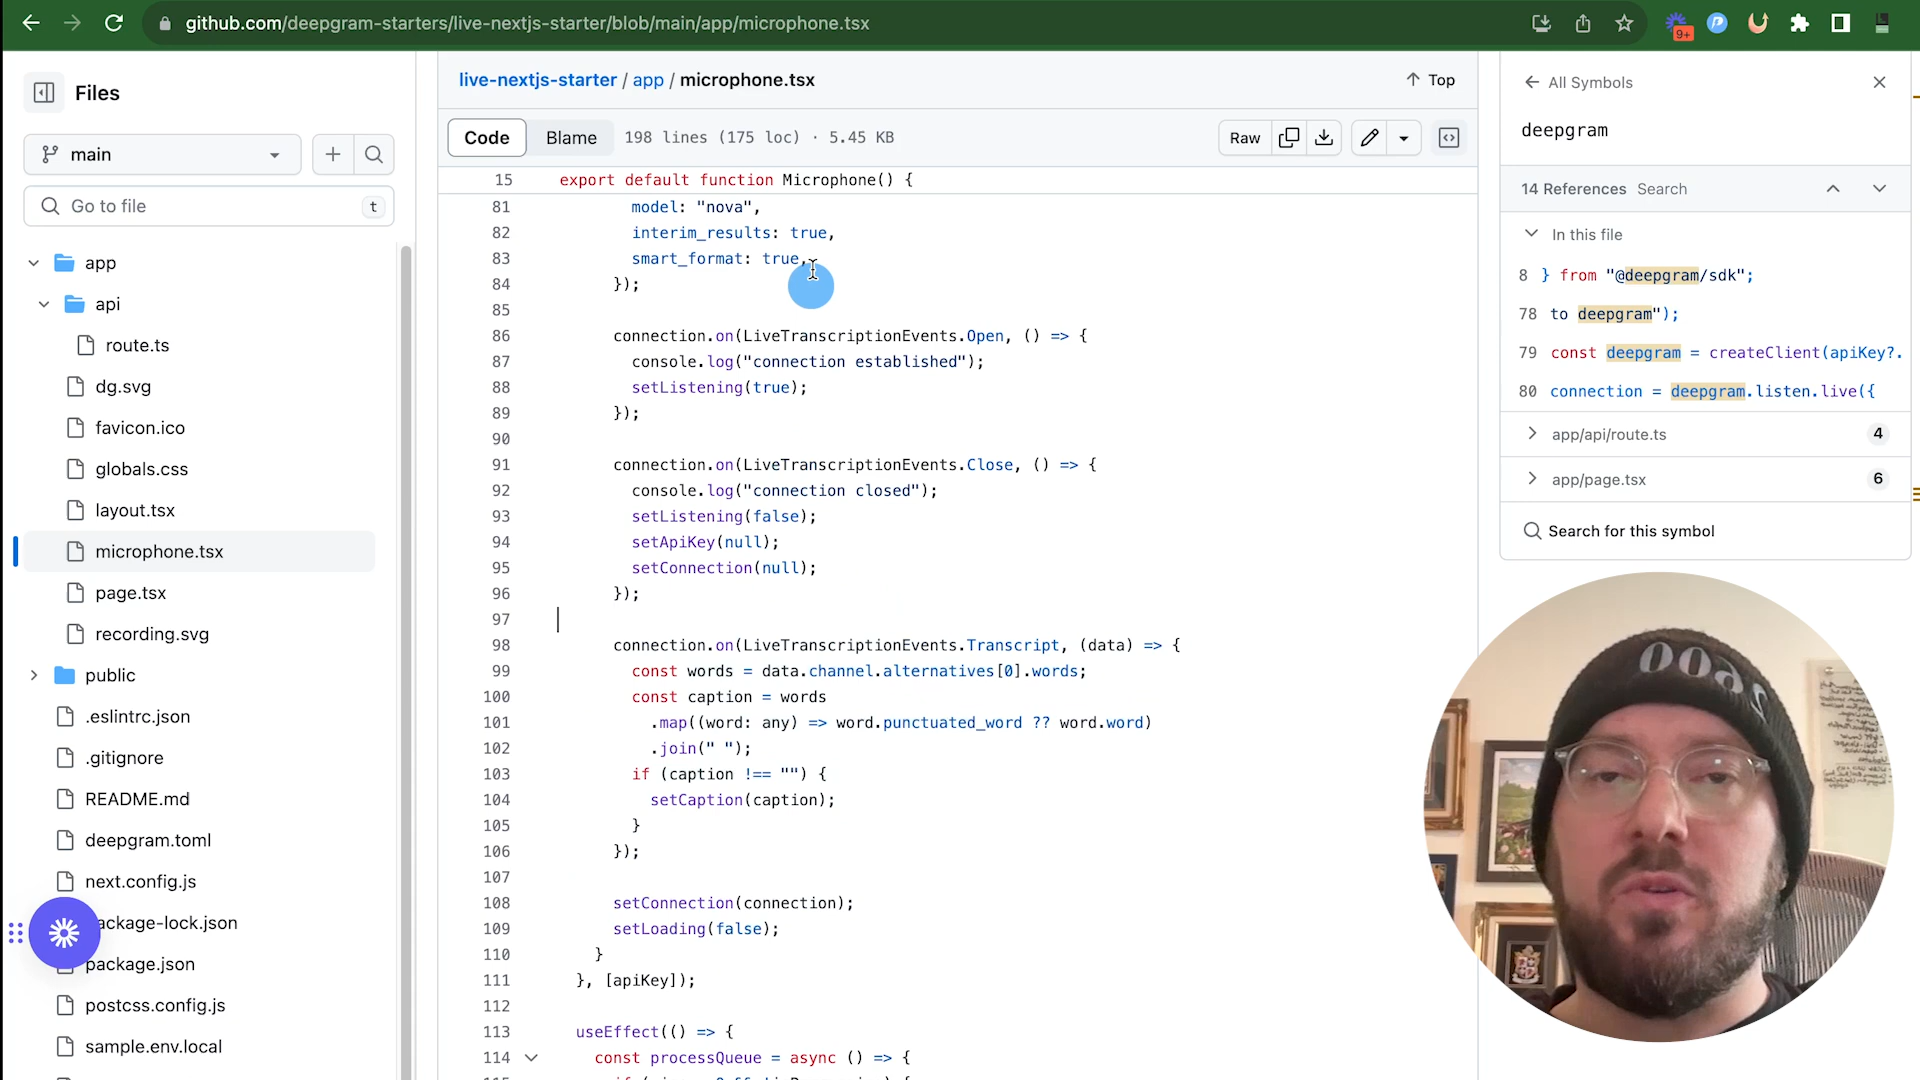 github.com/deepgram-starters/live-nextjs-starter/blob/main/app/microphone.tsx
9+
Files
main
Go to file
t
app
api
route.ts
dg.svg
favicon.ico
globals.css
layout.tsx
microphone.tsx
page.tsx
recording.svg
public
.eslintrc.json
.gitignore
README.md
deepgram.toml
next.config.js
ackage-lock.json
package.json
postcss.config.js
sample.env.local
live-nextjs-starter / app / microphone.tsx
Top
Code
Blame
198 lines (175 loc) · 5.45 KB
Raw
15 export default function Microphone() {
81 model: "nova",
82 interim_results: true,
83 smart_format: true,
84 });
85
86 connection.on(LiveTranscriptionEvents.Open, () => {
87 console.log("connection established");
88 setListening(true);
89 });
90
91 connection.on(LiveTranscriptionEvents.Close, () => {
92 console.log("connection closed");
93 setListening(false);
94 setApiKey(null);
95 setConnection(null);
96 });
97
98 connection.on(LiveTranscriptionEvents.Transcript, (data) => {
99 const words = data.channel.alternatives[0].words;
100 const caption = words
101 .map((word: any) => word.punctuated_word ?? word.word)
102 .join(" ");
103 if (caption !== "") {
104 setCaption(caption);
105 }
106 });
107
108 setConnection(connection);
109 setLoading(false);
110 }
111 }, [apiKey]);
112
113 useEffect(() => {
114 const processQueue = async () => {
All Symbols
deepgram
14 References Search
In this file
8 } from "@deepgram/sdk";
78 to deepgram");
79 const deepgram = createClient(apiKey?.
80 connection = deepgram.listen.live({
app/api/route.ts 4
app/page.tsx 6
Search for this symbol